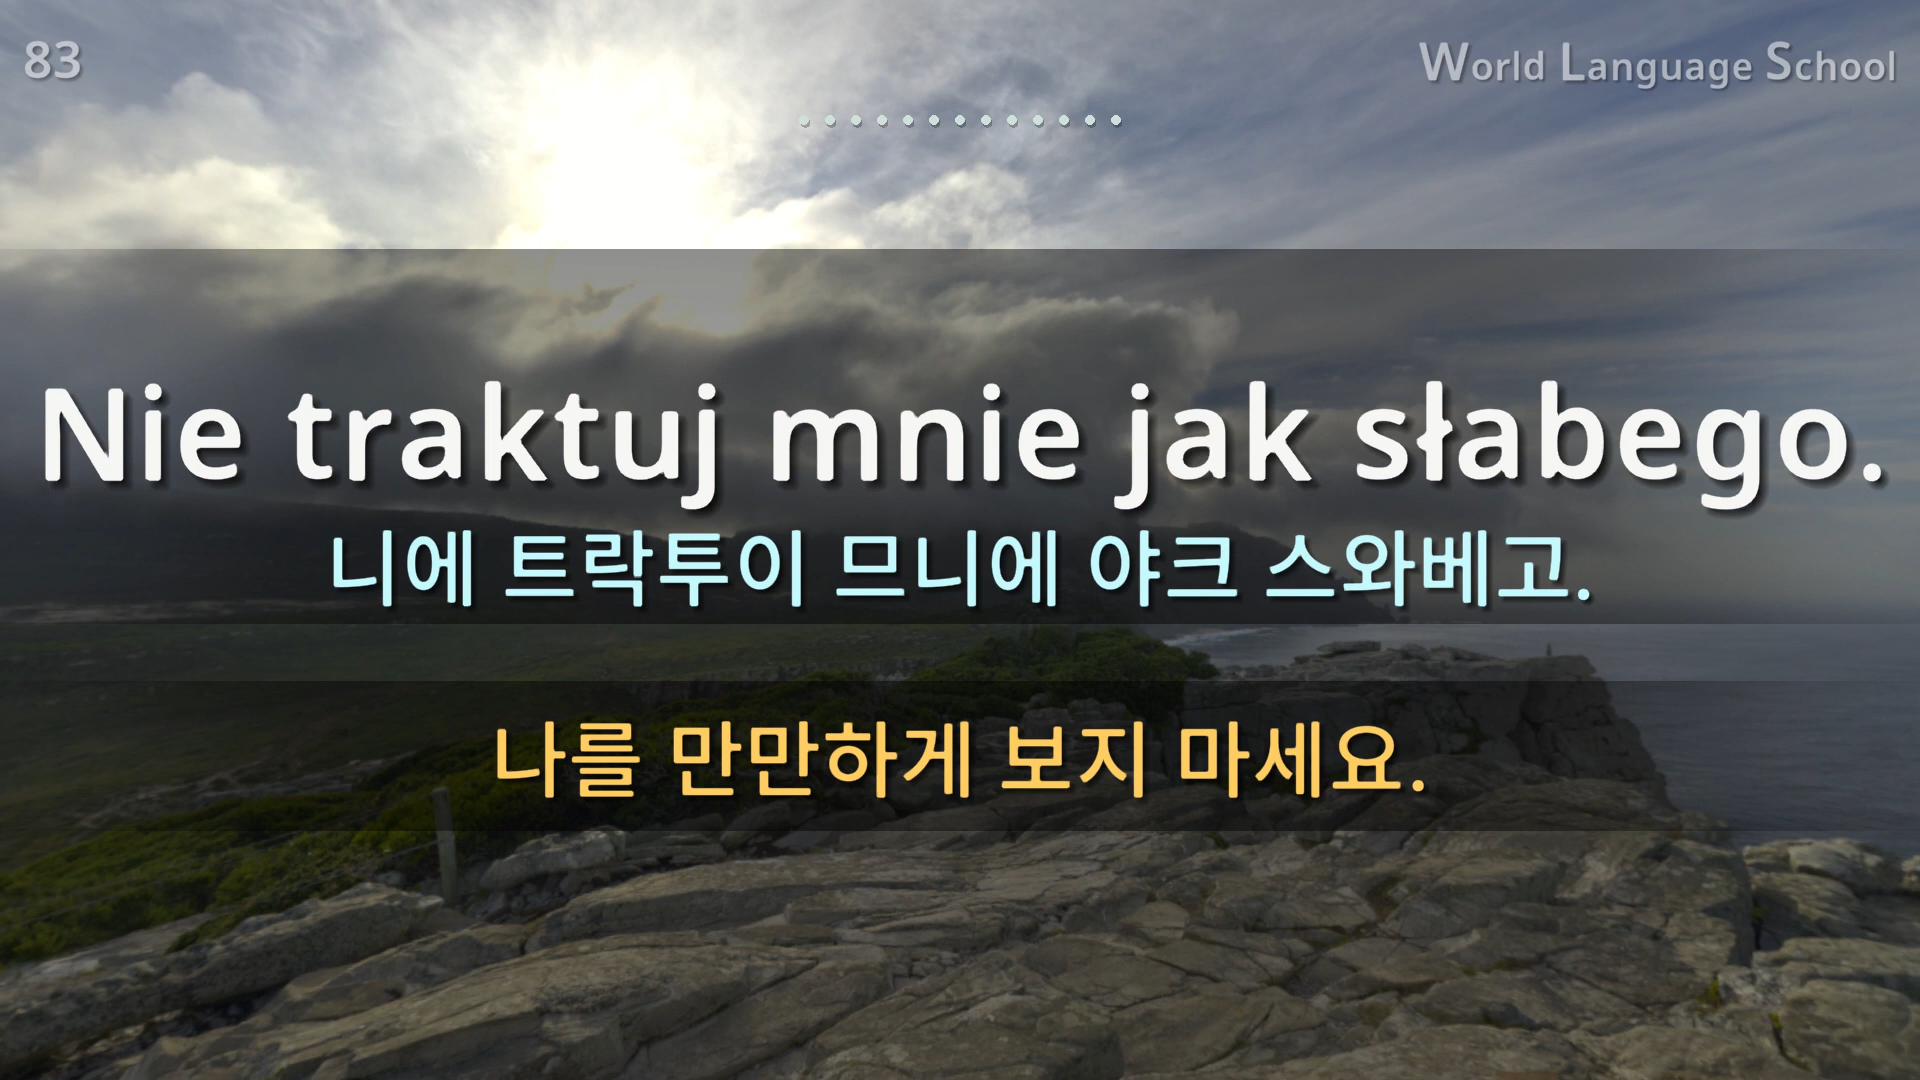 83
World Language School
Nie traktuj mnie jak słabego.
니에 트락투이 므니에 야크 스와베고.
나를 만만하게 보지 마세요.